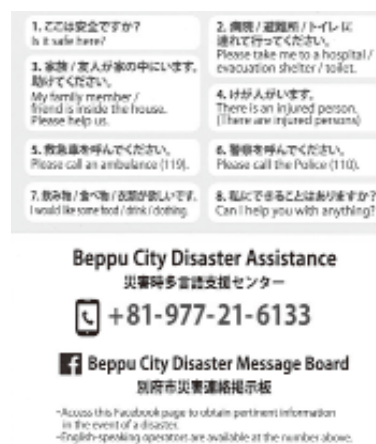 1. ここは安全ですか?
Is it safe here?
2. 病院 / 避難所 / トイレに
連れて行ってください。
Please take me to a hospital /
evacuation shelter / toilet.
3. 家族 / 友人が家の中にいます。
助けてください。
My family member /
friend is inside the house.
Please help us.
4. けが人がいます。
There is an injured person.
(There are injured persons)
5. 救急車を呼んでください。
Please call an ambulance (119).
6. 警察を呼んでください。
Please call the Police (110).
7. 飲み物 / 食べ物 / 衣類が欲しいです。
I would like some food / drink / clothing.
8. 私にできることはありますか?
Can I help you with anything?
Beppu City Disaster Assistance
災害時多言語支援センター
+81-977-21-6133
Beppu City Disaster Message Board
別府市災害連絡掲示板
-Access this Facebook page to obtain pertinent information
in the event of a disaster.
-English-speaking operators are available at the number above.